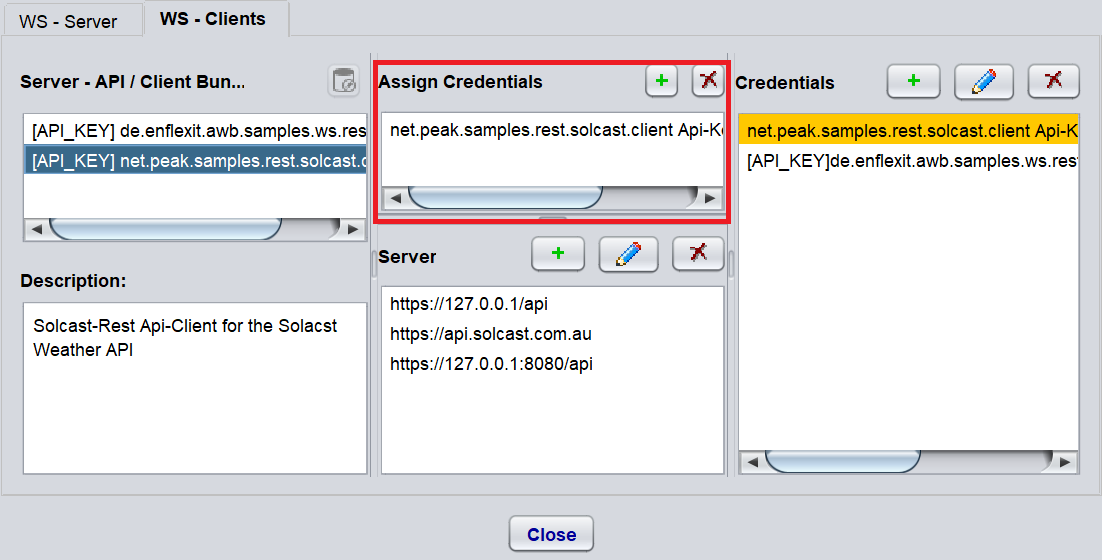 WS - Server
WS - Clients
Server - API / Client Bun...
[API_KEY] de.enflexit.awb.samples.ws.res
[API_KEY] net.peak.samples.rest.solcast.c
Description:
Solcast-Rest Api-Client for the Solacst
Weather API
Assign Credentials
net.peak.samples.rest.solcast.client Api-Ke
Server
https://127.0.0.1/api
https://api.solcast.com.au
https://127.0.0.1:8080/api
Credentials
net.peak.samples.rest.solcast.client Api-K
[API_KEY]de.enflexit.awb.samples.ws.rest
Close